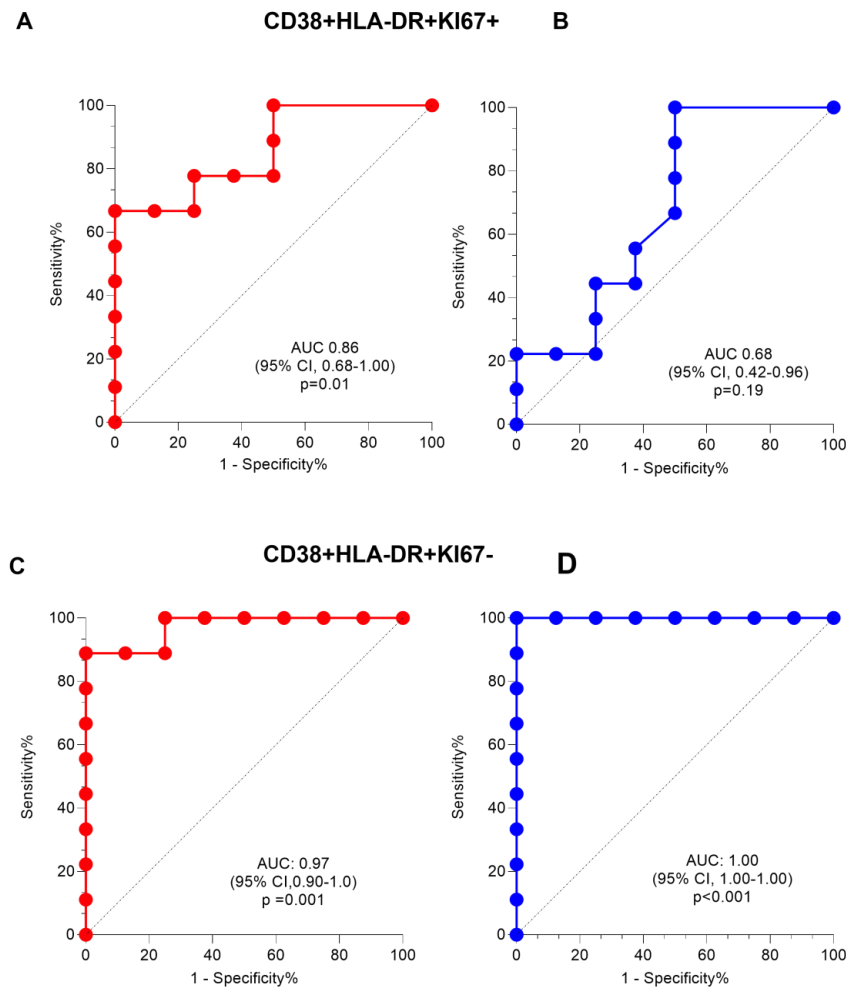 A
CD38+HLA-DR+KI67+
B
100
80
60
40
20
0
Sensitivity%
AUC 0.86
(95% CI, 0.68-1.00)
p=0.01
0
20
40
60
80
100
1 - Specificity%
100
80
60
40
20
0
Sensitivity%
AUC 0.68
(95% CI, 0.42-0.96)
p=0.19
0
20
40
60
80
100
1 - Specificity%
C
CD38+HLA-DR+KI67-
D
100
80
60
40
20
0
Sensitivity%
AUC: 0.97
(95% CI,0.90-1.0)
p =0.001
0
20
40
60
80
100
1 - Specificity%
100
80
60
40
20
0
Sensitivity%
AUC: 1.00
(95% CI, 1.00-1.00)
p<0.001
0
20
40
60
80
100
1 - Specificity%